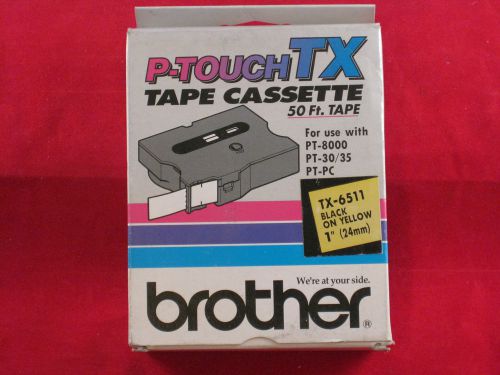 P-TOUCH TX
TAPE CASSETTE
50 Ft. TAPE
For use with
PT-8000
PT-30/35
PT-PC
TX-6511
BLACK
ON YELLOW
1" (24mm)
We're at your side.
brother®